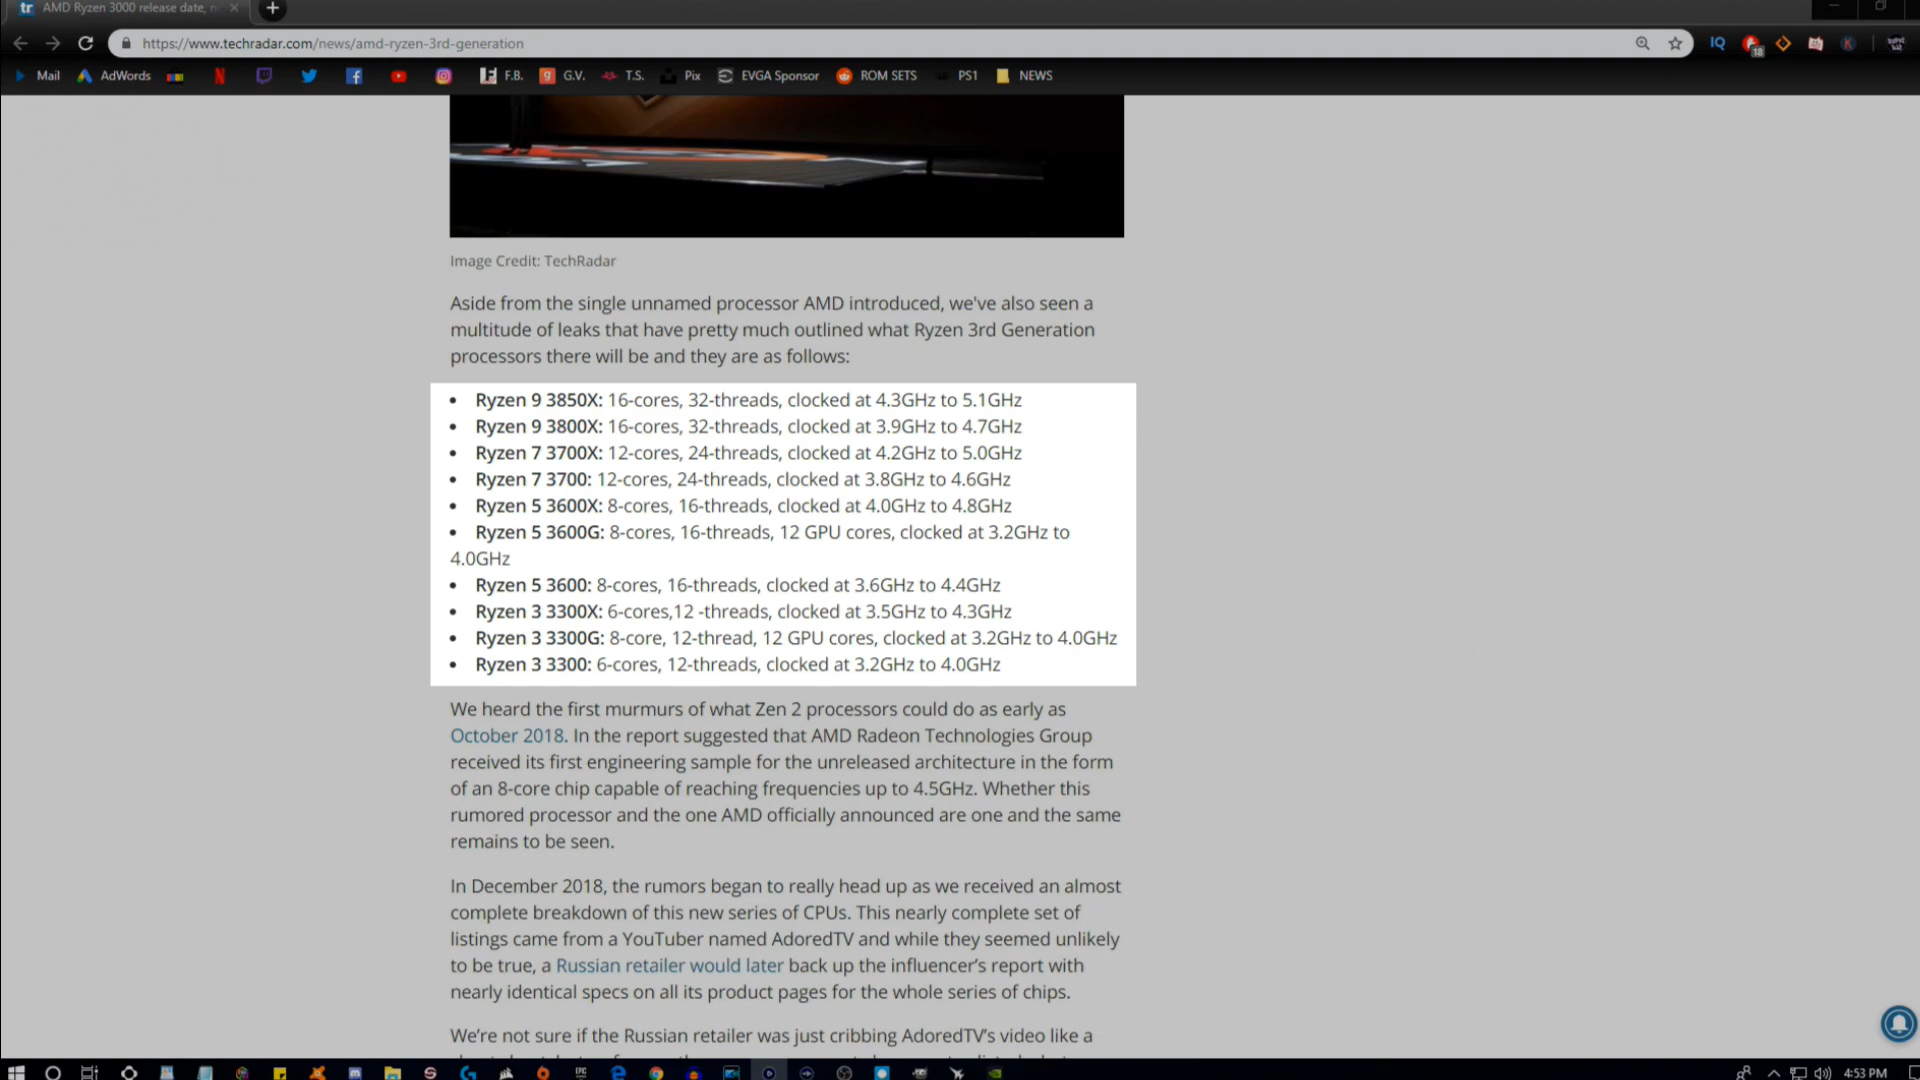 AMD Ryzen 3000 release date, n
https://www.techradar.com/news/amd-ryzen-3rd-generation
IQ
18
Mail
AdWords
F.B.
G.V.
T.S.
Pix
EVGA Sponsor
ROM SETS
PS1
NEWS
Image Credit: TechRadar
Aside from the single unnamed processor AMD introduced, we've also seen a
multitude of leaks that have pretty much outlined what Ryzen 3rd Generation
processors there will be and they are as follows:
• Ryzen 9 3850X: 16-cores, 32-threads, clocked at 4.3GHz to 5.1GHz
• Ryzen 9 3800X: 16-cores, 32-threads, clocked at 3.9GHz to 4.7GHz
• Ryzen 7 3700X: 12-cores, 24-threads, clocked at 4.2GHz to 5.0GHz
• Ryzen 7 3700: 12-cores, 24-threads, clocked at 3.8GHz to 4.6GHz
• Ryzen 5 3600X: 8-cores, 16-threads, clocked at 4.0GHz to 4.8GHz
• Ryzen 5 3600G: 8-cores, 16-threads, 12 GPU cores, clocked at 3.2GHz to
4.0GHz
• Ryzen 5 3600: 8-cores, 16-threads, clocked at 3.6GHz to 4.4GHz
• Ryzen 3 3300X: 6-cores,12 -threads, clocked at 3.5GHz to 4.3GHz
• Ryzen 3 3300G: 8-core, 12-thread, 12 GPU cores, clocked at 3.2GHz to 4.0GHz
• Ryzen 3 3300: 6-cores, 12-threads, clocked at 3.2GHz to 4.0GHz
We heard the first murmurs of what Zen 2 processors could do as early as
October 2018. In the report suggested that AMD Radeon Technologies Group
received its first engineering sample for the unreleased architecture in the form
of an 8-core chip capable of reaching frequencies up to 4.5GHz. Whether this
rumored processor and the one AMD officially announced are one and the same
remains to be seen.
In December 2018, the rumors began to really head up as we received an almost
complete breakdown of this new series of CPUs. This nearly complete set of
listings came from a YouTuber named AdoredTV and while they seemed unlikely
to be true, a Russian retailer would later back up the influencer's report with
nearly identical specs on all its product pages for the whole series of chips.
We're not sure if the Russian retailer was just cribbing AdoredTV's video like a
4:53 PM